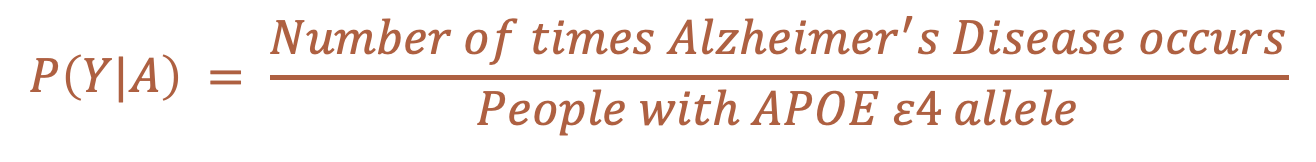 P(Y|A) = Number of times Alzheimer's Disease occurs
People with APOE ε4 allele